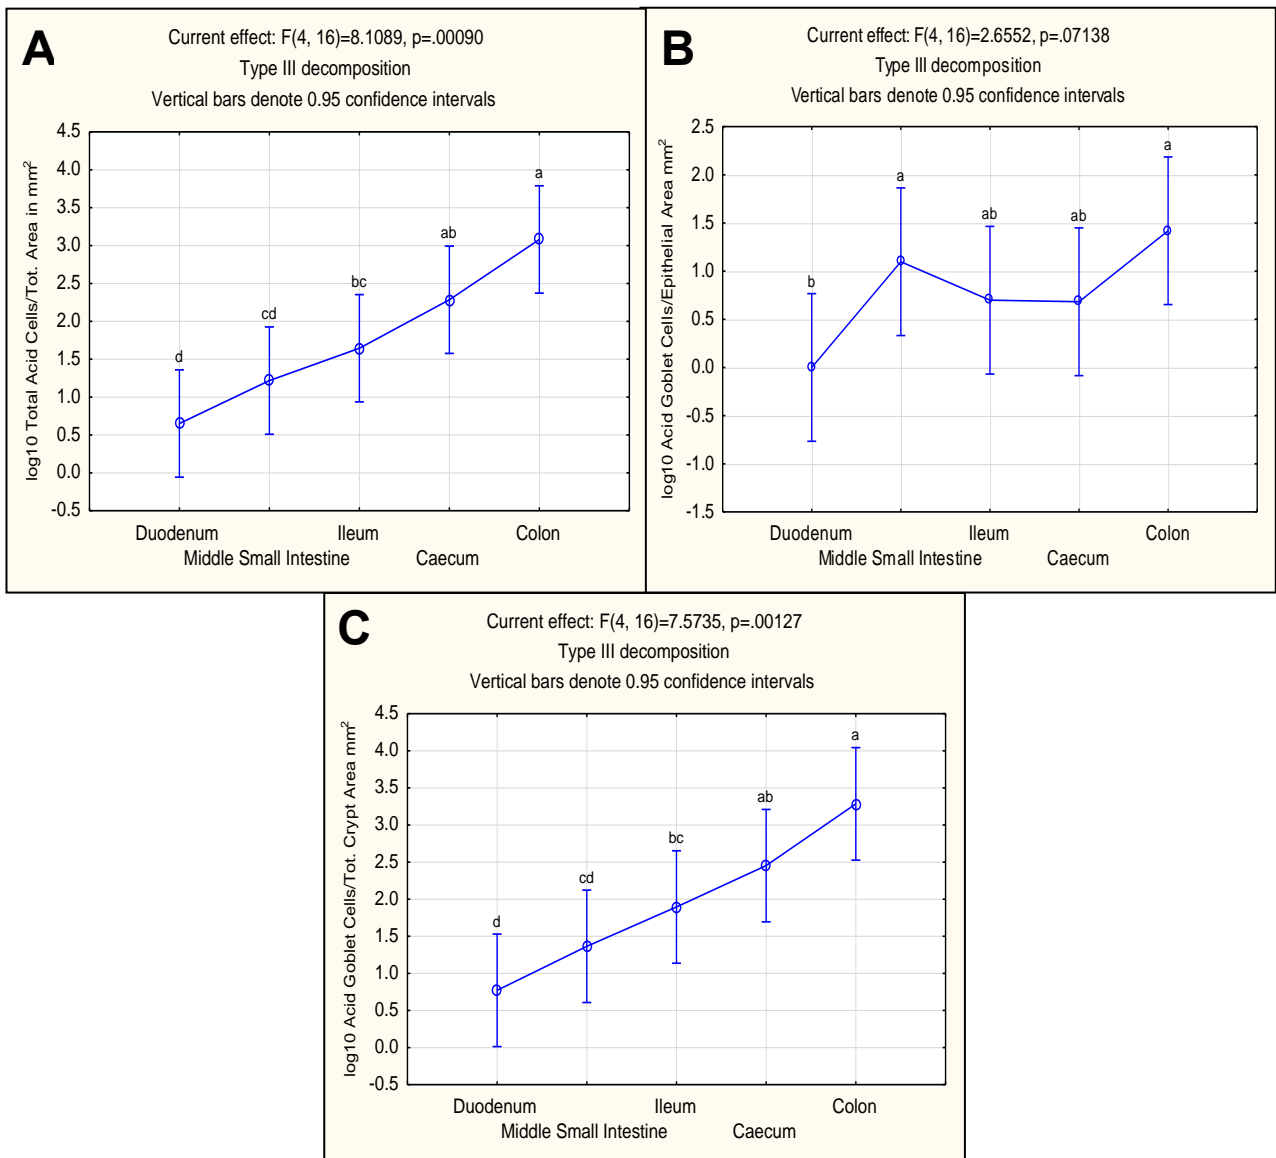 A
Current effect: F(4, 16)=8.1089, p=.00090
Type III decomposition
Vertical bars denote 0.95 confidence intervals
log10 Total Acid Cells/Tot. Area in mm²
4.5
4.0
3.5
3.0
2.5
2.0
1.5
1.0
0.5
0.0
-0.5
d
cd
bc
ab
a
Duodenum Ileum Colon
Middle Small Intestine Caecum
B
Current effect: F(4, 16)=2.6552, p=.07138
Type III decomposition
Vertical bars denote 0.95 confidence intervals
log10 Acid Goblet Cells/Epithelial Area mm²
2.5
2.0
1.5
1.0
0.5
0.0
-0.5
-1.0
-1.5
b
a
ab
ab
a
Duodenum Ileum Colon
Middle Small Intestine Caecum
C
Current effect: F(4, 16)=7.5735, p=.00127
Type III decomposition
Vertical bars denote 0.95 confidence intervals
log10 Acid Goblet Cells/Tot. Crypt Area mm²
4.5
4.0
3.5
3.0
2.5
2.0
1.5
1.0
0.5
0.0
-0.5
d
cd
bc
ab
a
Duodenum Ileum Colon
Middle Small Intestine Caecum